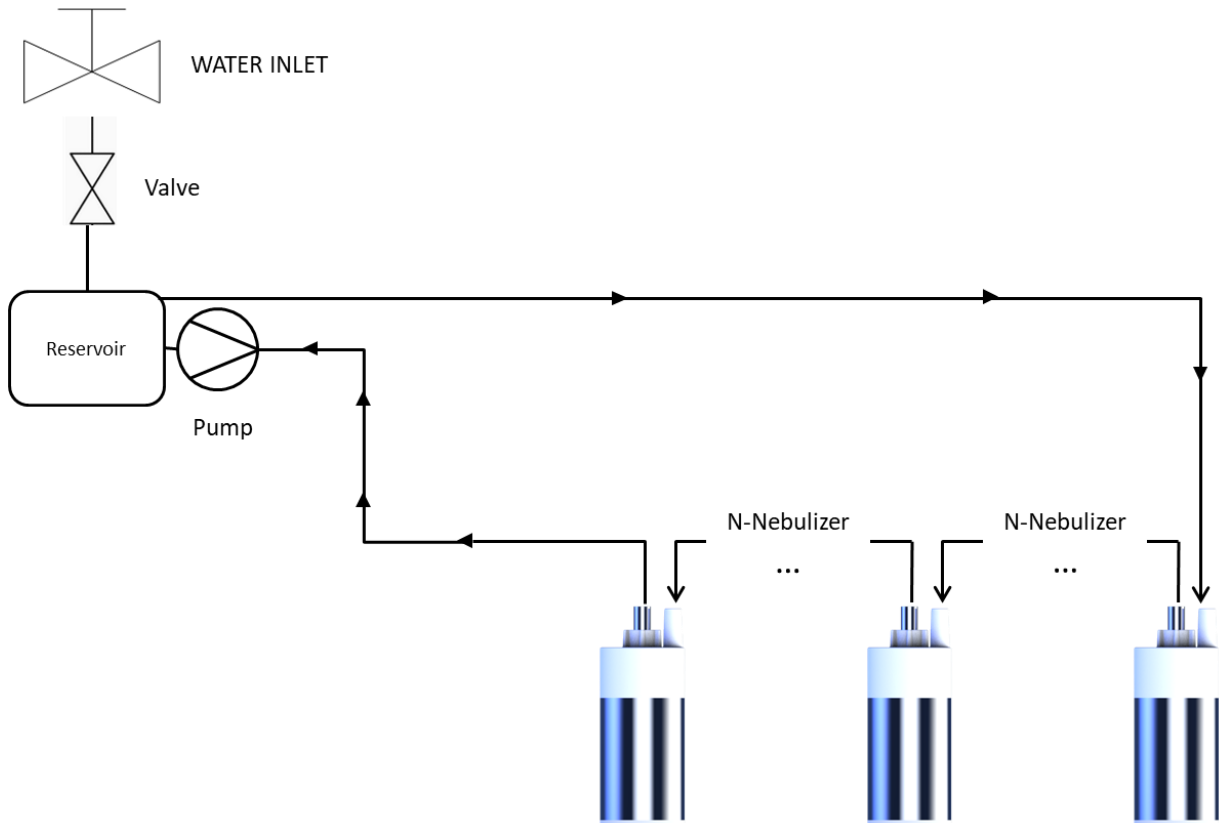 WATER INLET
Valve
Reservoir
Pump
N-Nebulizer
...
N-Nebulizer
...